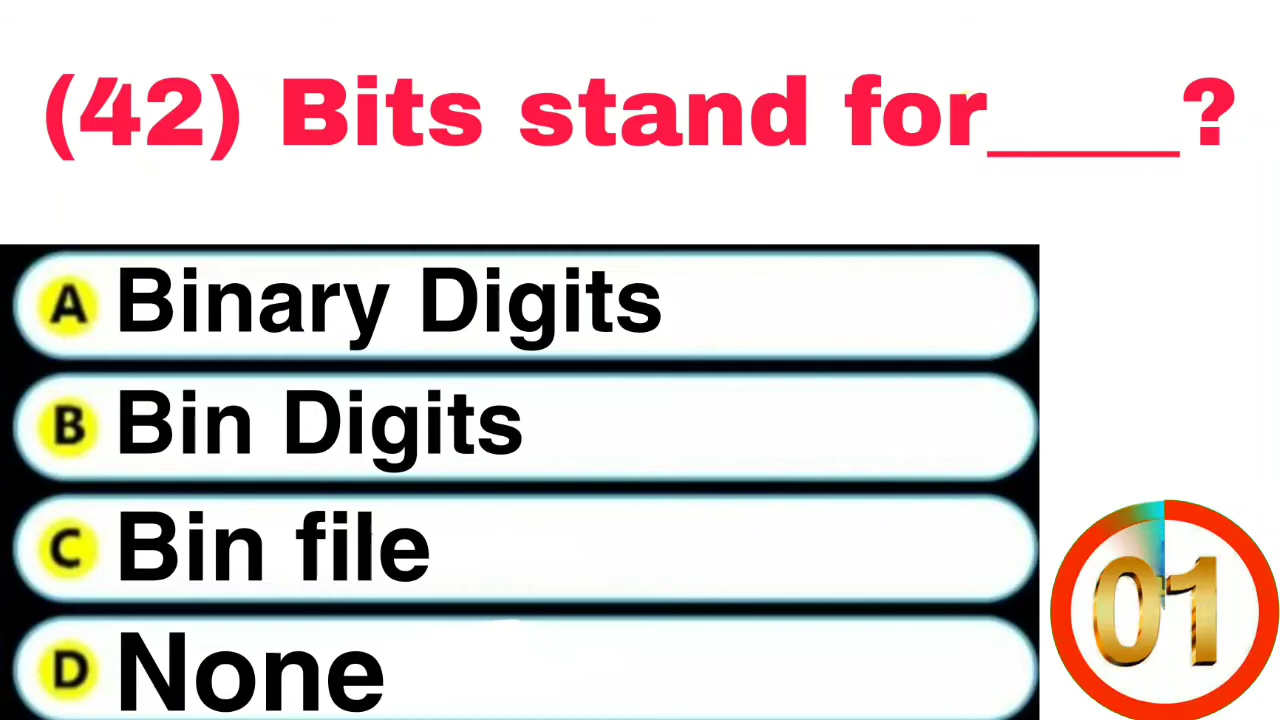 (42) Bits stand for____?
A Binary Digits
B Bin Digits
C Bin file
D None
01